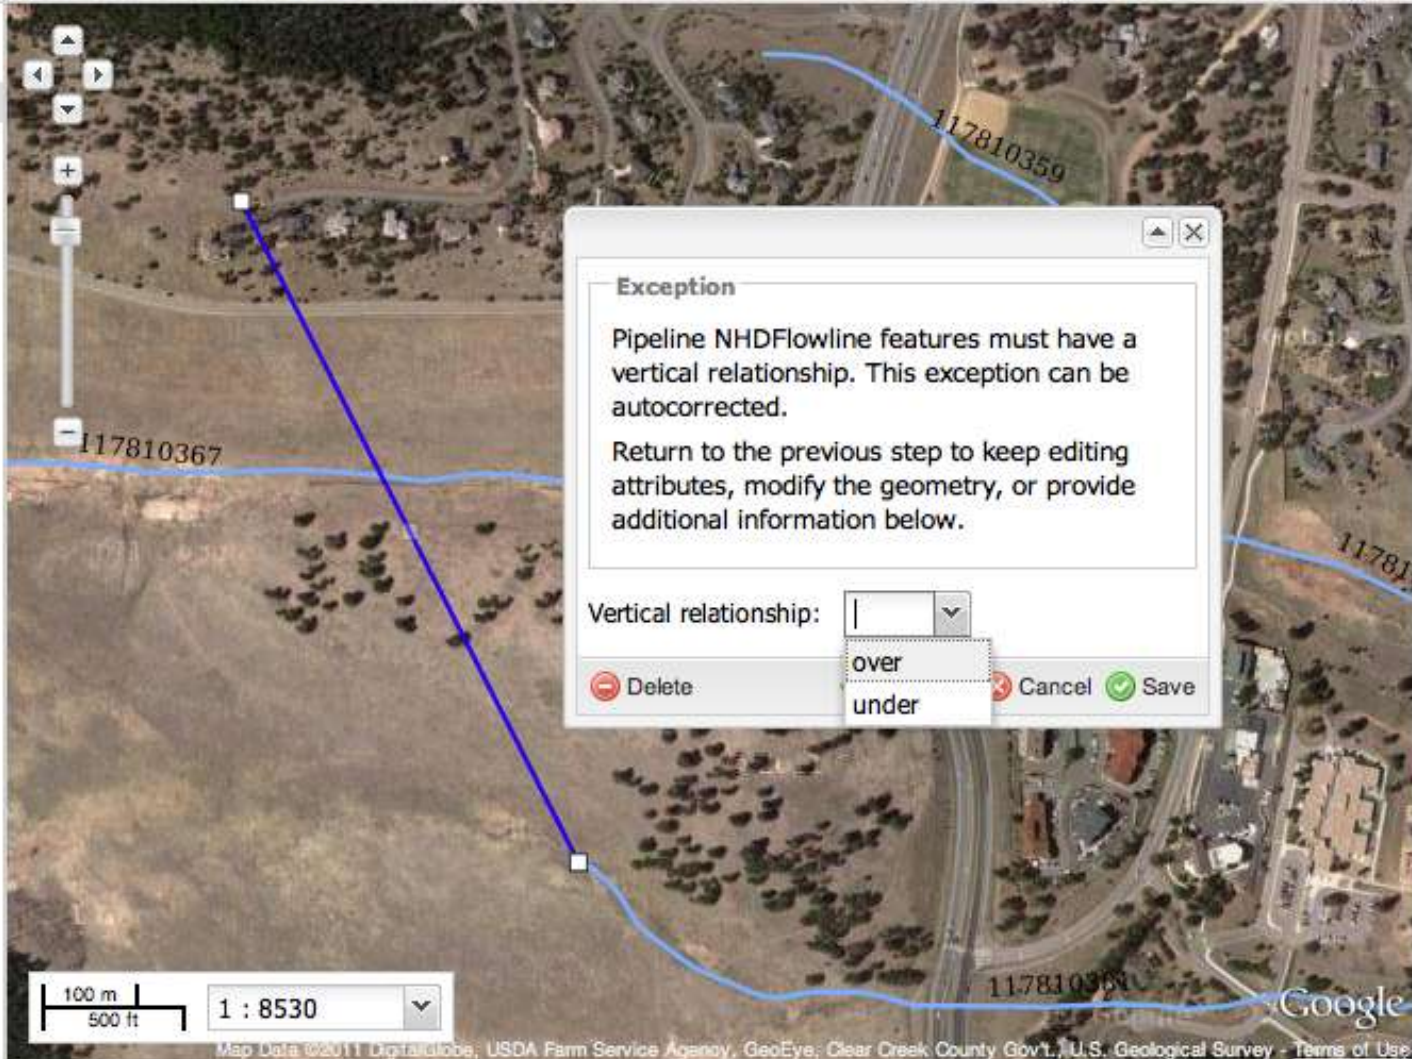 117810359
Exception
Pipeline NHDFlowline features must have a
vertical relationship. This exception can be
autocorrected.
Return to the previous step to keep editing
attributes, modify the geometry, or provide
additional information below.
117810367
11781
Vertical relationship:
over
under
Delete
Cancel
Save
100 m
500 ft
1 : 8530
Google
Map Data ©2011 DigitalGlobe, USDA Farm Service Agency, GeoEye, Clear Creek County Gov't., U.S. Geological Survey - Terms of Use